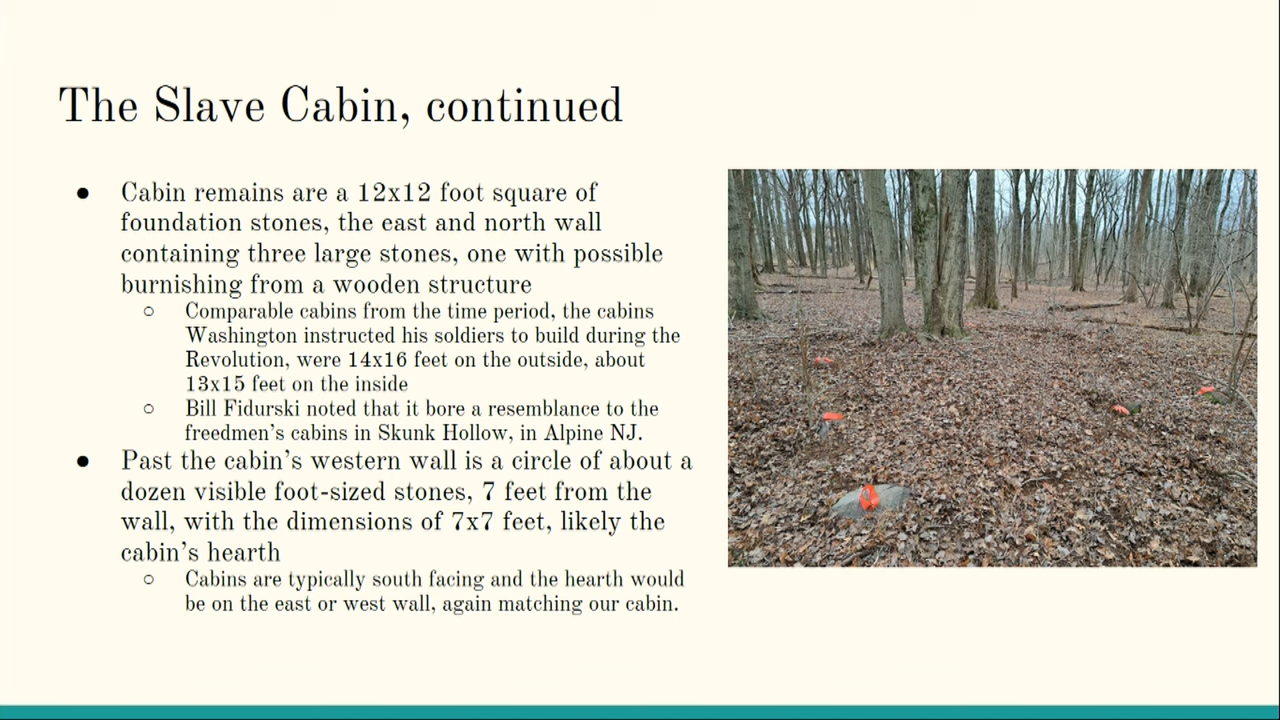 The Slave Cabin, continued
● Cabin remains are a 12x12 foot square of
foundation stones, the east and north wall
containing three large stones, one with possible
burnishing from a wooden structure
○ Comparable cabins from the time period, the cabins
Washington instructed his soldiers to build during the
Revolution, were 14x16 feet on the outside, about
13x15 feet on the inside
○ Bill Fidurski noted that it bore a resemblance to the
freedmen's cabins in Skunk Hollow, in Alpine NJ.
● Past the cabin's western wall is a circle of about a
dozen visible foot-sized stones, 7 feet from the
wall, with the dimensions of 7x7 feet, likely the
cabin's hearth
○ Cabins are typically south facing and the hearth would
be on the east or west wall, again matching our cabin.